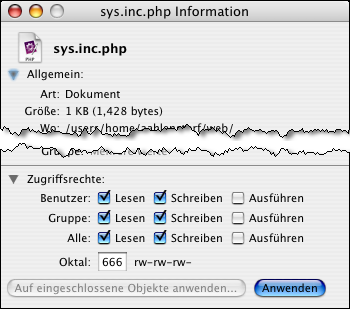 sys.inc.php Information
PHP
sys.inc.php
Allgemein:
Art: Dokument
Größe: 1 KB (1,428 bytes)
Wo: /users/home/zahlendorf/web/
Zugriffsrechte:
Benutzer: Lesen Schreiben Ausführen
Gruppe: Lesen Schreiben Ausführen
Alle: Lesen Schreiben Ausführen
Oktal: 666 rw-rw-rw-
Auf eingeschlossene Objekte anwenden... Anwenden